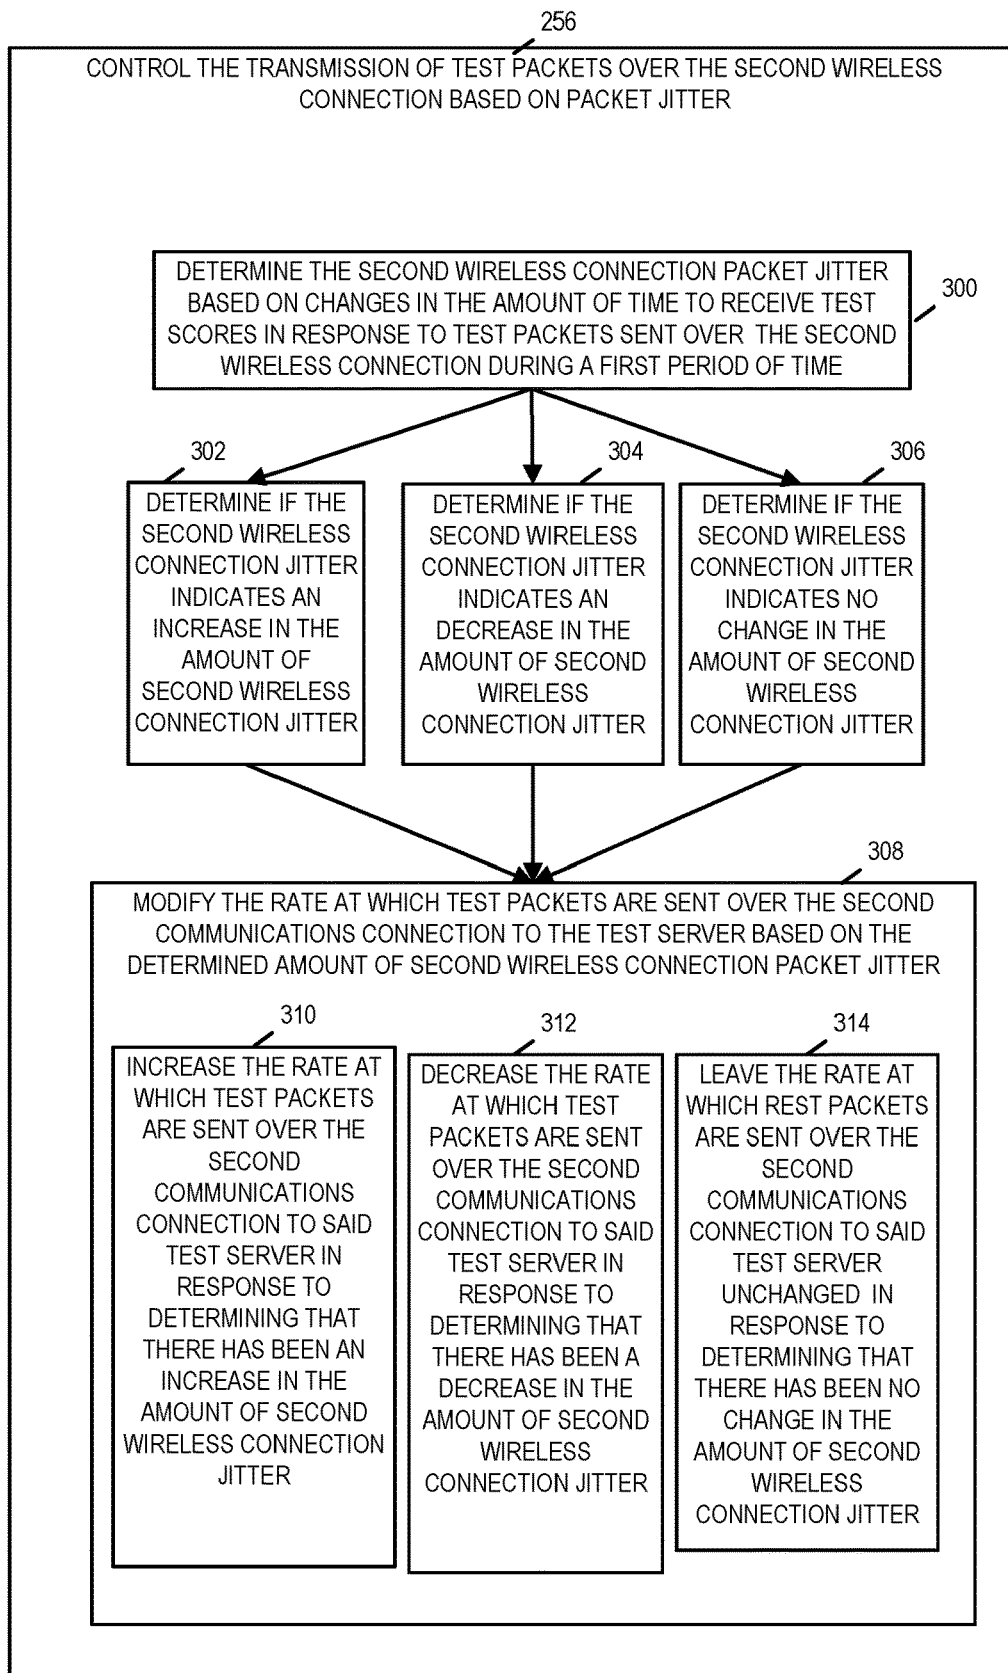 256
CONTROL THE TRANSMISSION OF TEST PACKETS OVER THE SECOND WIRELESS
CONNECTION BASED ON PACKET JITTER
DETERMINE THE SECOND WIRELESS CONNECTION PACKET JITTER
BASED ON CHANGES IN THE AMOUNT OF TIME TO RECEIVE TEST
SCORES IN RESPONSE TO TEST PACKETS SENT OVER THE SECOND
WIRELESS CONNECTION DURING A FIRST PERIOD OF TIME
300
302
DETERMINE IF THE
SECOND WIRELESS
CONNECTION JITTER
INDICATES AN
INCREASE IN THE
AMOUNT OF
SECOND WIRELESS
CONNECTION JITTER
304
DETERMINE IF THE
SECOND WIRELESS
CONNECTION JITTER
INDICATES AN
DECREASE IN THE
AMOUNT OF SECOND
WIRELESS
CONNECTION JITTER
306
DETERMINE IF THE
SECOND WIRELESS
CONNECTION JITTER
INDICATES NO
CHANGE IN THE
AMOUNT OF SECOND
WIRELESS
CONNECTION JITTER
308
MODIFY THE RATE AT WHICH TEST PACKETS ARE SENT OVER THE SECOND
COMMUNICATIONS CONNECTION TO THE TEST SERVER BASED ON THE
DETERMINED AMOUNT OF SECOND WIRELESS CONNECTION PACKET JITTER
310
INCREASE THE RATE AT
WHICH TEST PACKETS
ARE SENT OVER THE
SECOND
COMMUNICATIONS
CONNECTION TO SAID
TEST SERVER IN
RESPONSE TO
DETERMINING THAT
THERE HAS BEEN AN
INCREASE IN THE
AMOUNT OF SECOND
WIRELESS CONNECTION
JITTER
312
DECREASE THE RATE
AT WHICH TEST
PACKETS ARE SENT
OVER THE SECOND
COMMUNICATIONS
CONNECTION TO SAID
TEST SERVER IN
RESPONSE TO
DETERMINING THAT
THERE HAS BEEN A
DECREASE IN THE
AMOUNT OF SECOND
WIRELESS
CONNECTION JITTER
314
LEAVE THE RATE AT
WHICH REST PACKETS
ARE SENT OVER THE
SECOND
COMMUNICATIONS
CONNECTION TO SAID
TEST SERVER
UNCHANGED IN
RESPONSE TO
DETERMINING THAT
THERE HAS BEEN NO
CHANGE IN THE
AMOUNT OF SECOND
WIRELESS
CONNECTION JITTER